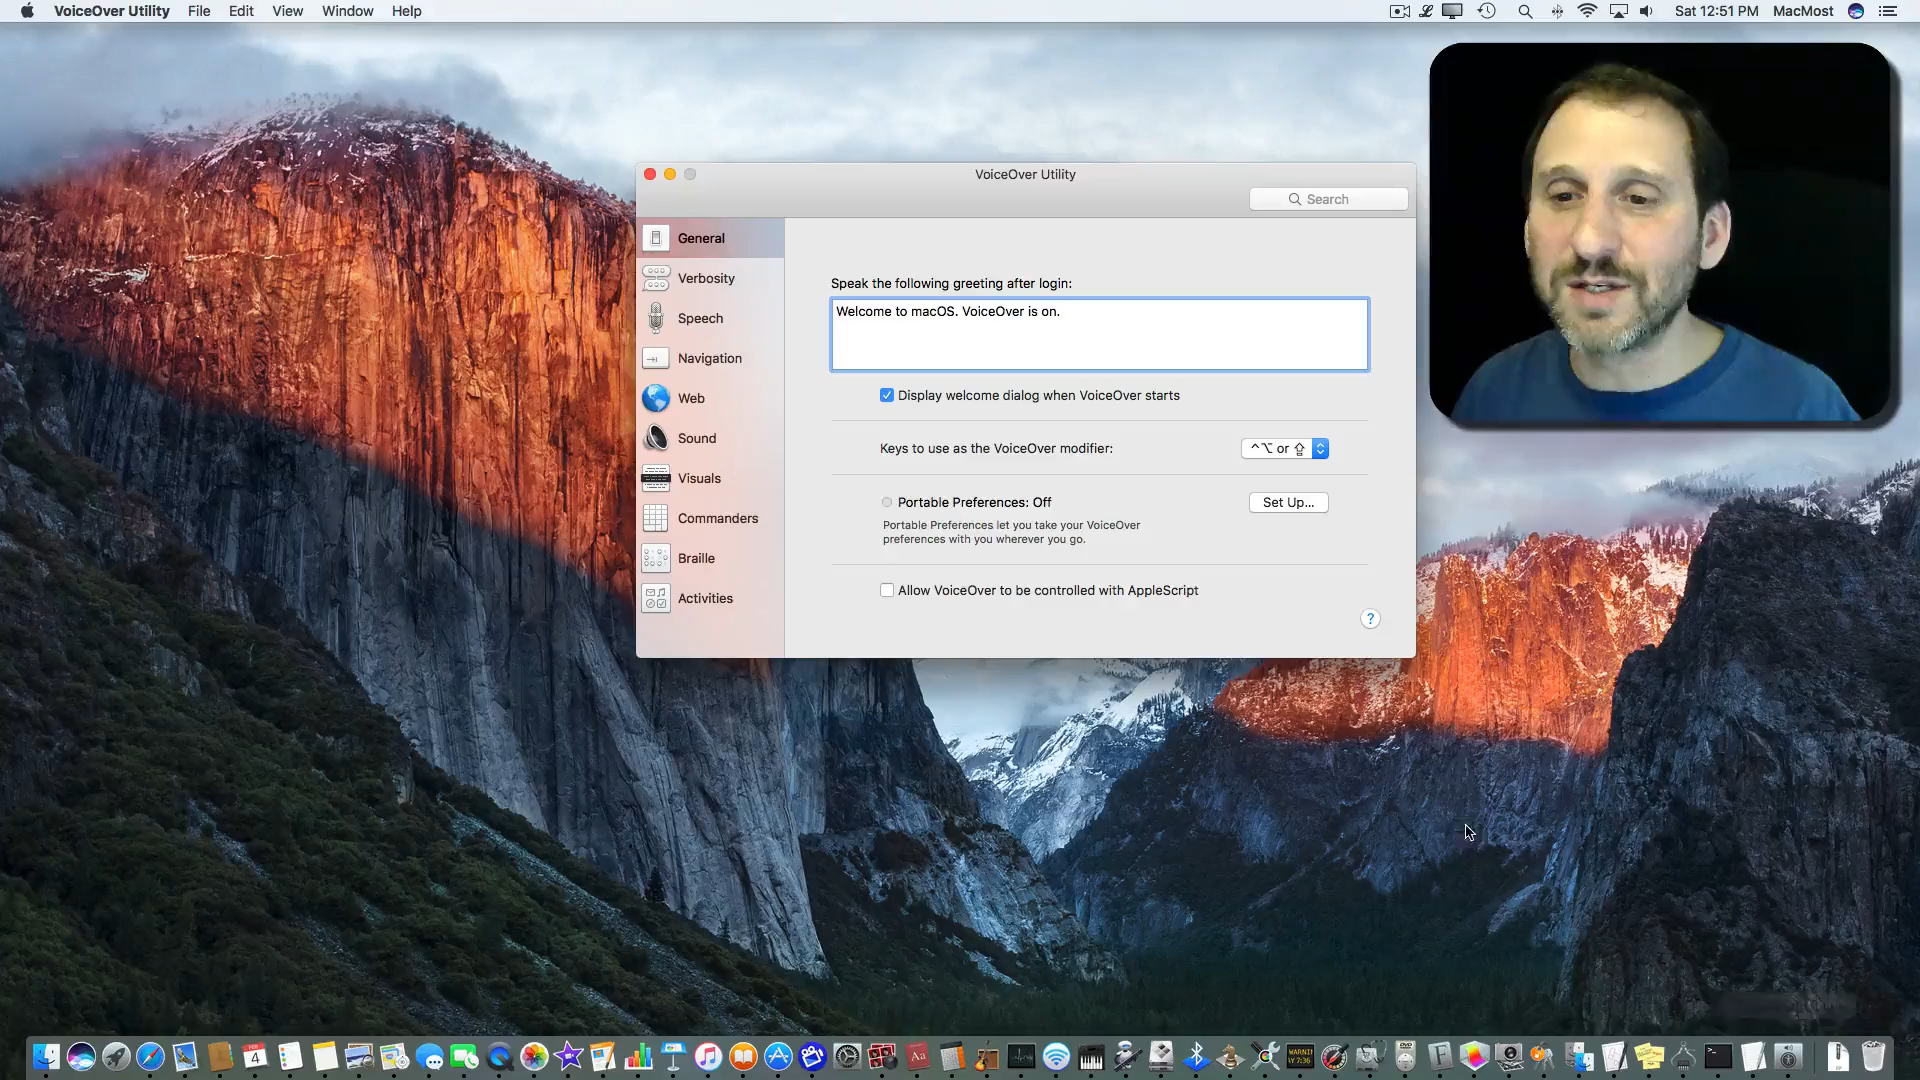 VoiceOver Utility File Edit View Window Help
Sat 12:51 PM MacMost
VoiceOver Utility
Search
General
Verbosity
Speech
Navigation
Web
Sound
Visuals
Commanders
Braille
Activities
Speak the following greeting after login:
Welcome to macOS. VoiceOver is on.
Display welcome dialog when VoiceOver starts
Keys to use as the VoiceOver modifier: ^⌥ or ⇪
Portable Preferences: Off
Set Up...
Portable Preferences let you take your VoiceOver
preferences with you wherever you go.
Allow VoiceOver to be controlled with AppleScript
?
4
Aa